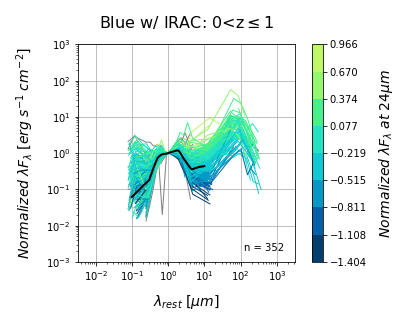 Blue w/ IRAC: 0<z≤1
Normalized λF_λ [erg s⁻¹ cm⁻²]
10³
10²
10¹
10⁰
10⁻¹
10⁻²
10⁻³
n = 352
10⁻² 10⁻¹ 10⁰ 10¹ 10² 10³
λ_rest [μm]
0.966
0.670
0.374
0.077
−0.219
−0.515
−0.811
−1.108
−1.404
Normalized λF_λ at 24μm